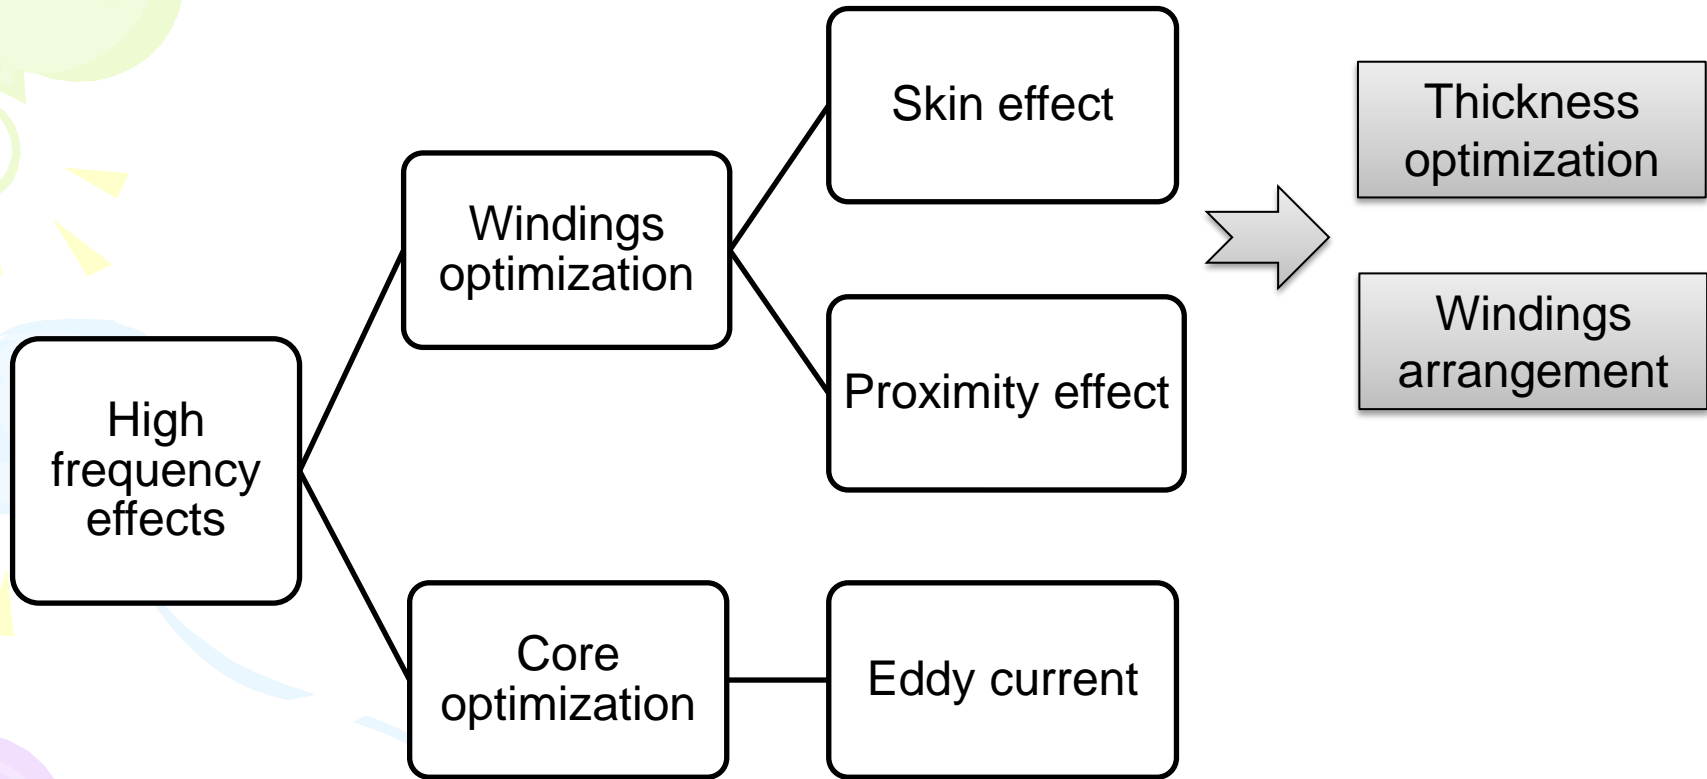 High
frequency
effects
Windings
optimization
Core
optimization
Skin effect
Proximity effect
Eddy current
Thickness
optimization
Windings
arrangement